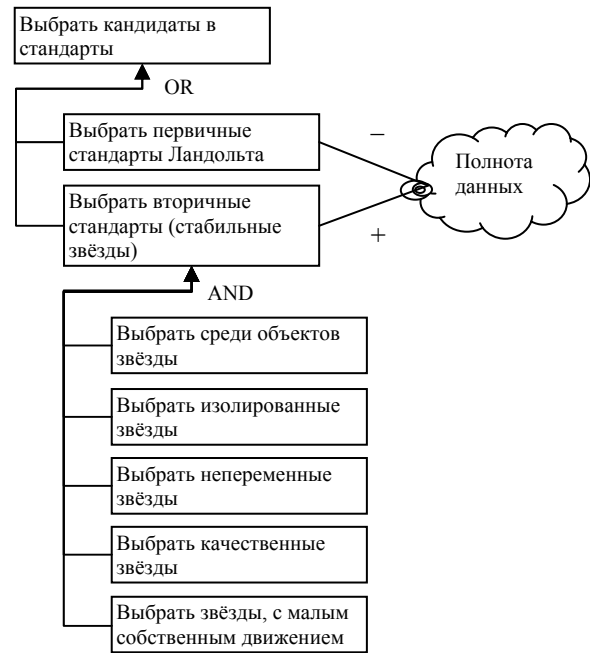 Выбрать кандидаты в
стандарты
OR
Выбрать первичные
стандарты Ландольта
–
Полнота
данных
Выбрать вторичные
стандарты (стабильные
звёзды)
+
AND
Выбрать среди объектов
звёзды
Выбрать изолированные
звёзды
Выбрать непеременные
звёзды
Выбрать качественные
звёзды
Выбрать звёзды, с малым
собственным движением